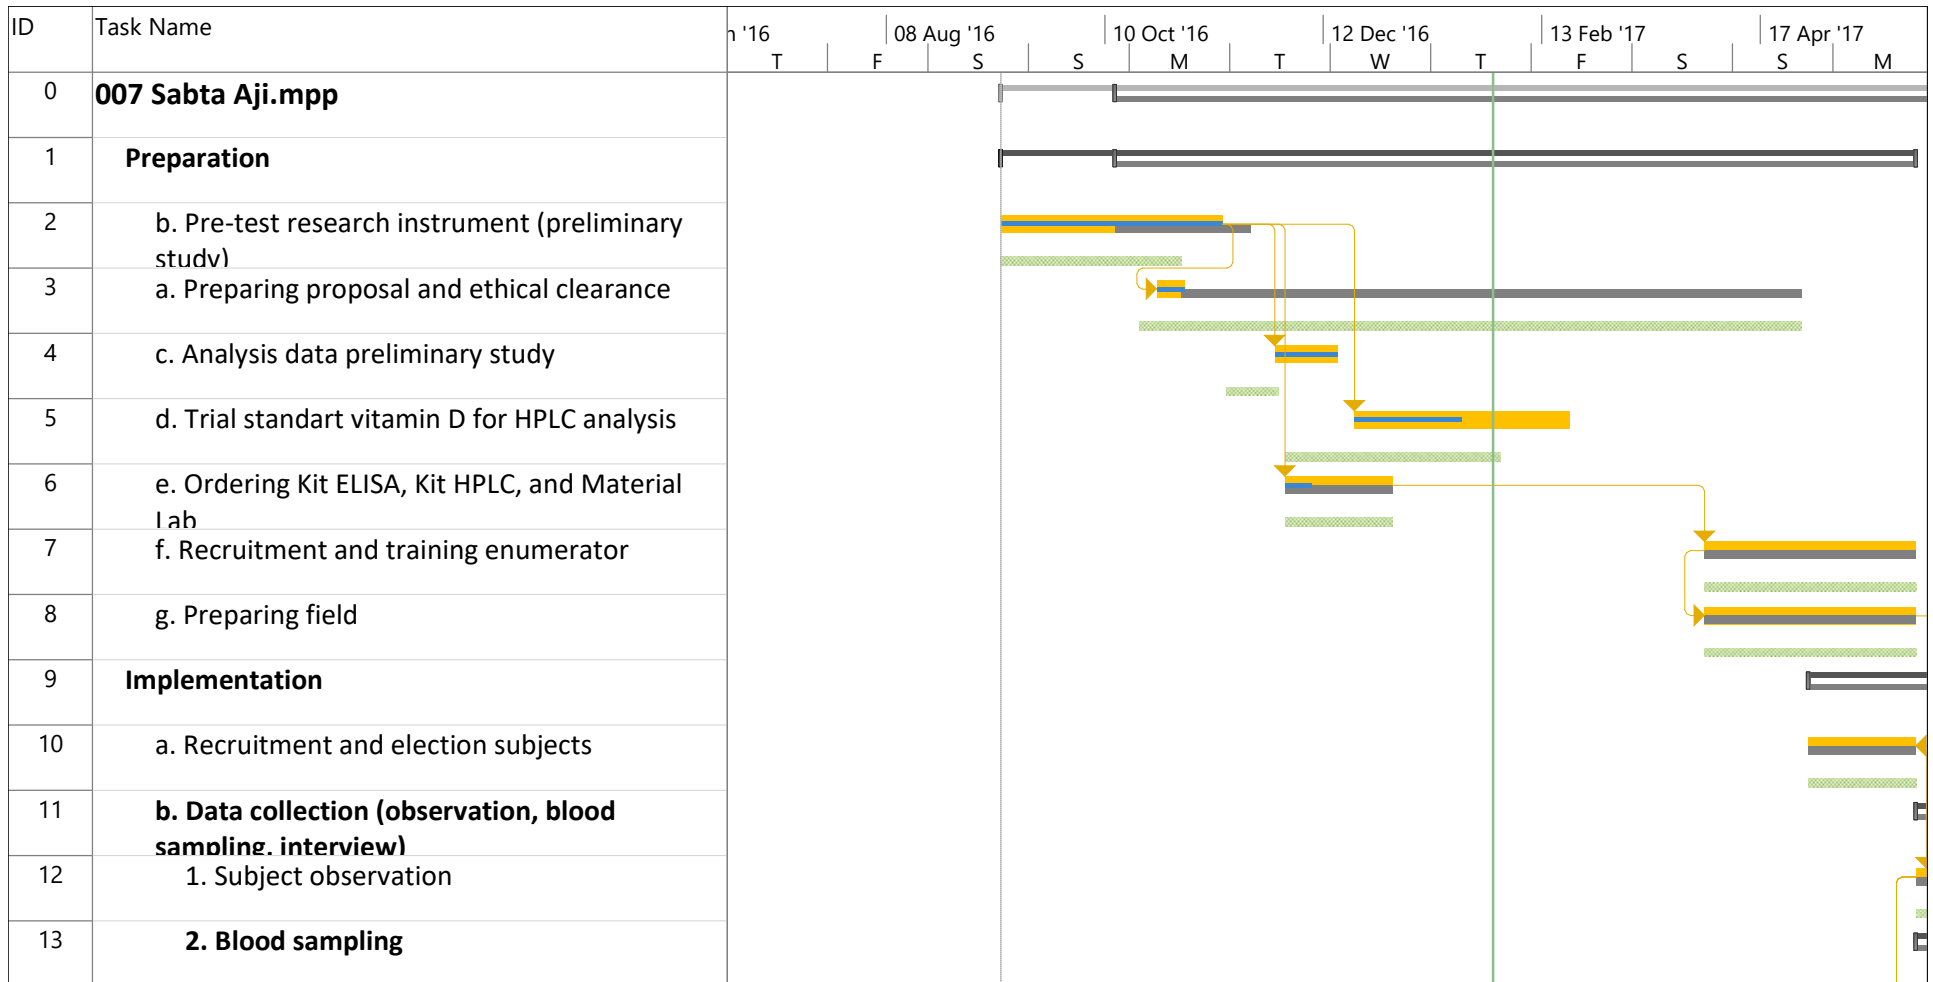 ID
Task Name
n '16
08 Aug '16
10 Oct '16
12 Dec '16
13 Feb '17
17 Apr '17
T F S S M T W T F S S M
0
007 Sabta Aji.mpp
1
Preparation
2
b. Pre-test research instrument (preliminary
study)
3
a. Preparing proposal and ethical clearance
4
c. Analysis data preliminary study
5
d. Trial standart vitamin D for HPLC analysis
6
e. Ordering Kit ELISA, Kit HPLC, and Material
Lab
7
f. Recruitment and training enumerator
8
g. Preparing field
9
Implementation
10
a. Recruitment and election subjects
11
b. Data collection (observation, blood
sampling, interview)
12
1. Subject observation
13
2. Blood sampling